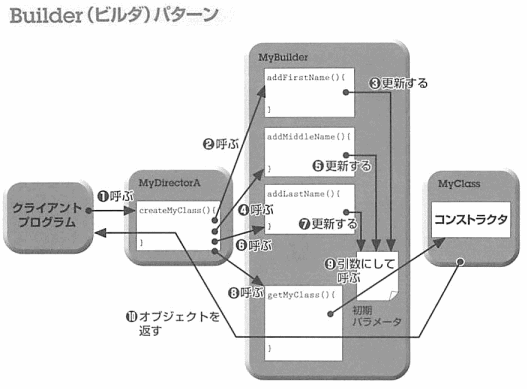 Builder（ビルダ）パターン
MyBuilder
addFirstName(){
}
❸更新する
❷呼ぶ
addMiddleName(){
}
❺更新する
MyDirectorA
❶呼ぶ
createMyClass(){
}
クライアント
プログラム
addLastName(){
}
❹呼ぶ
❼更新する
❻呼ぶ
MyClass
コンストラクタ
❾引数にして
呼ぶ
❽呼ぶ
getMyClass(){
}
初期
パラメータ
❿オブジェクトを
返す